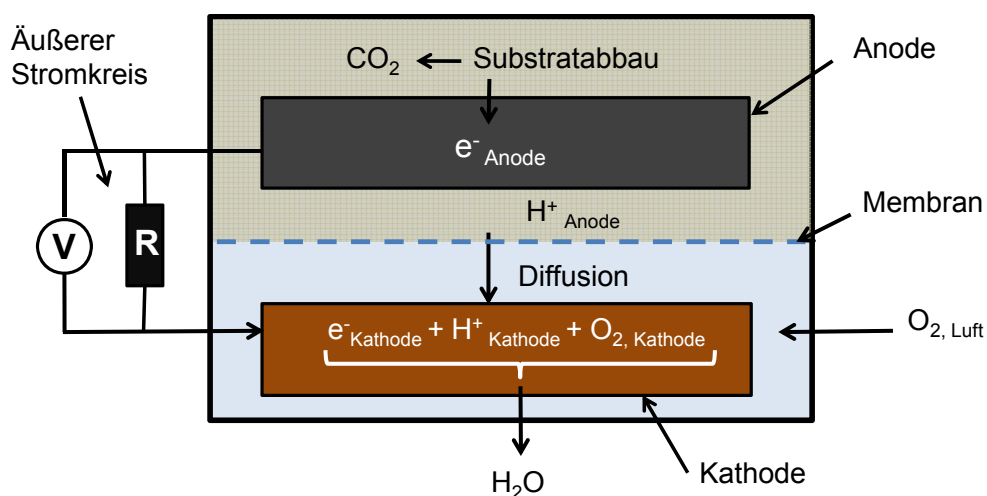 Äußerer
Stromkreis
CO₂
Substratabbau
Anode
e⁻ Anode
H⁺ Anode
Membran
V
R
Diffusion
e⁻Kathode + H⁺ Kathode + O₂, Kathode
O₂, Luft
H₂O
Kathode